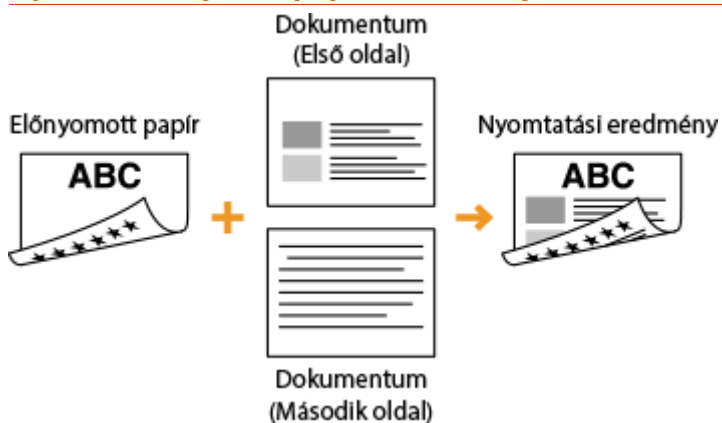 Dokumentum
(Első oldal)
Előnyomott papír
Nyomtatási eredmény
ABC
ABC
Dokumentum
(Második oldal)